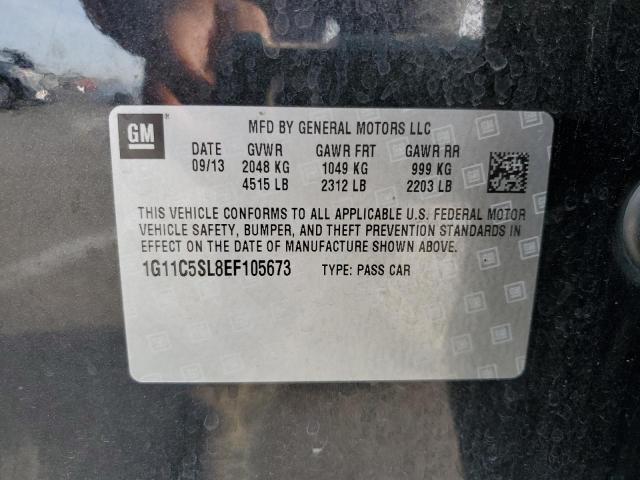 GM
MFD BY GENERAL MOTORS LLC
DATE GVWR GAWR FRT GAWR RR
09/13 2048 KG 1049 KG 999 KG
4515 LB 2312 LB 2203 LB
THIS VEHICLE CONFORMS TO ALL APPLICABLE U.S. FEDERAL MOTOR
VEHICLE SAFETY, BUMPER, AND THEFT PREVENTION STANDARDS IN
EFFECT ON THE DATE OF MANUFACTURE SHOWN ABOVE.
1G11C5SL8EF105673 TYPE: PASS CAR